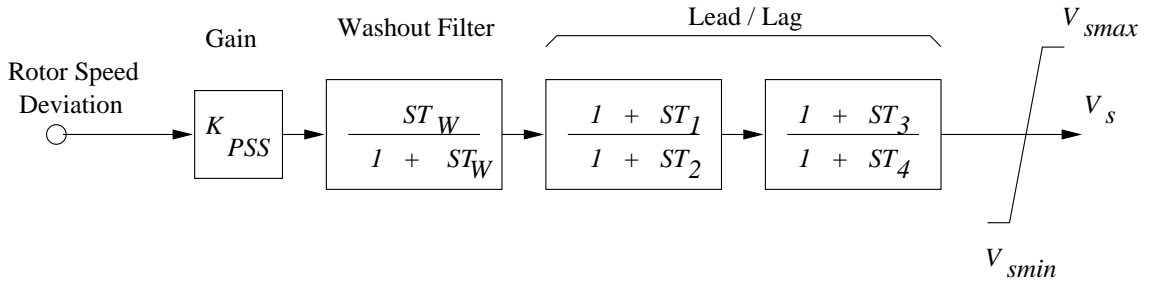 Lead / Lag
V smax
Gain
Washout Filter
Rotor Speed
Deviation
K PSS
ST W
1 + ST W
1 + ST 1
1 + ST 2
1 + ST 3
1 + ST 4
V s
V smin